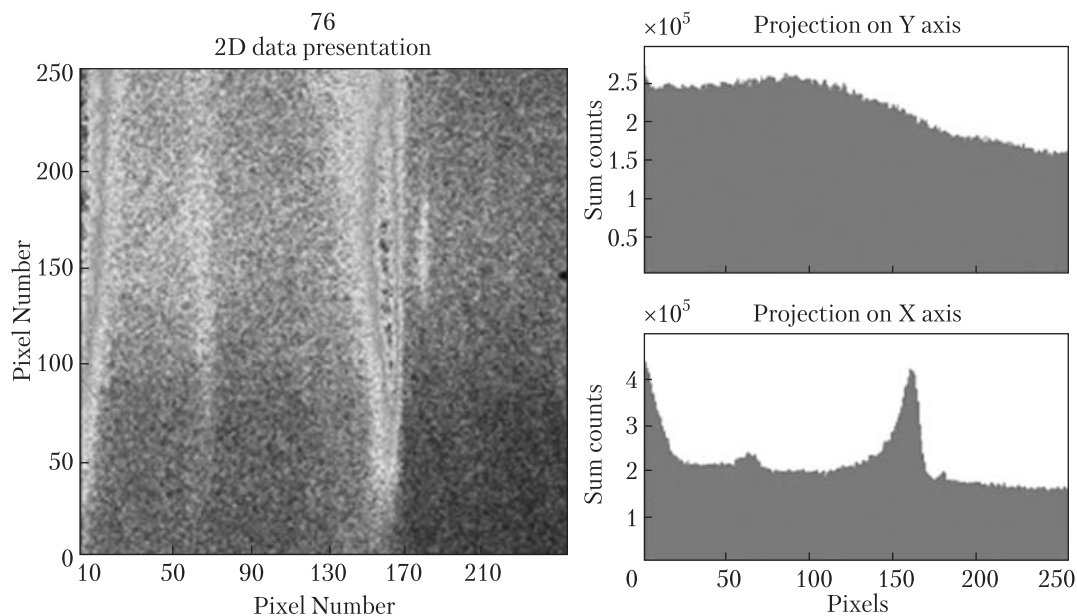 76
2D data presentation
250
200
150
100
50
0
Pixel Number
10 50 90 130 170 210
Pixel Number
×10⁵ Projection on Y axis
2.5
2
1.5
1
0.5
Sum counts
×10⁵ Projection on X axis
4
3
2
1
Sum counts
0 50 100 150 200 250
Pixels